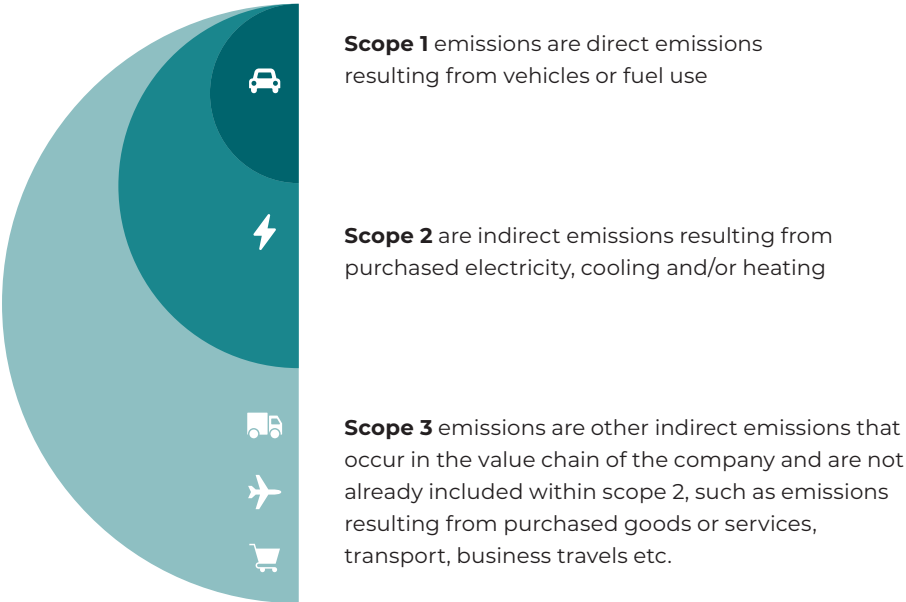 Scope 1 emissions are direct emissions
resulting from vehicles or fuel use
Scope 2 are indirect emissions resulting from
purchased electricity, cooling and/or heating
Scope 3 emissions are other indirect emissions that
occur in the value chain of the company and are not
already included within scope 2, such as emissions
resulting from purchased goods or services,
transport, business travels etc.